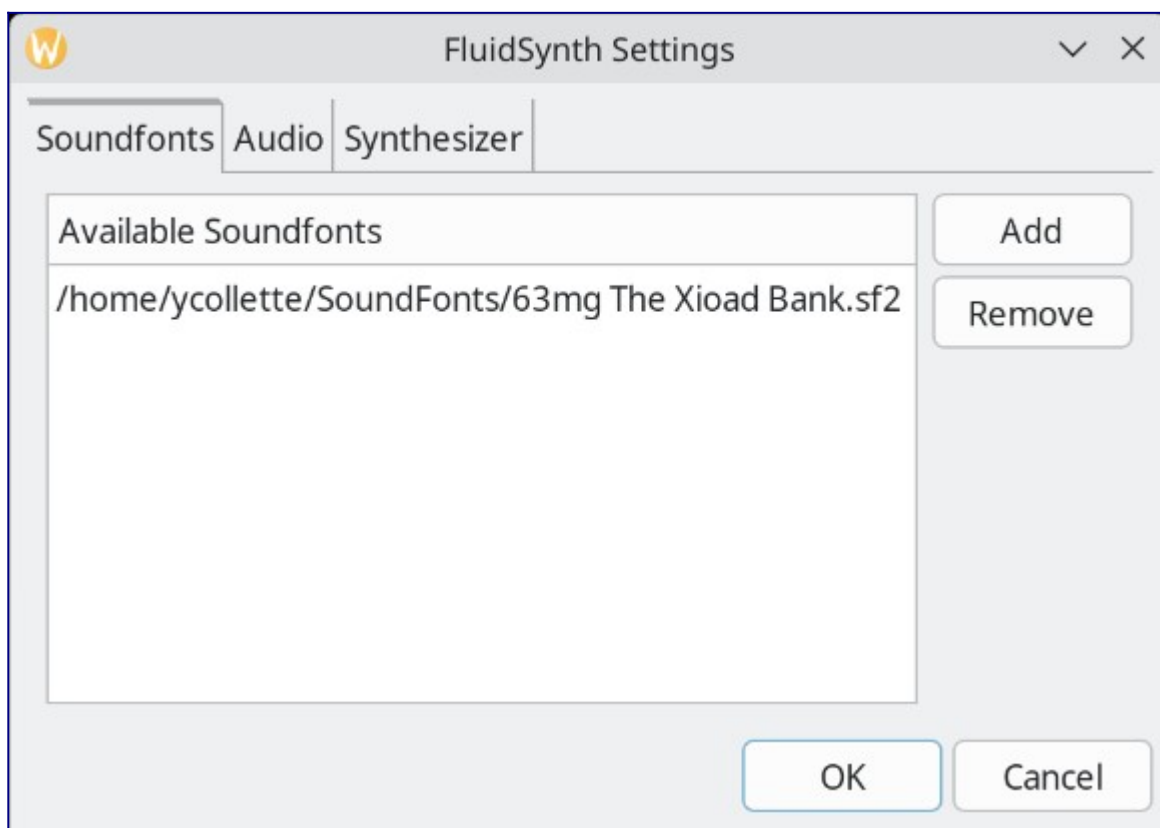 FluidSynth Settings
Soundfonts Audio Synthesizer
Available Soundfonts
Add
/home/ycollette/SoundFonts/63mg The Xioad Bank.sf2
Remove
OK Cancel